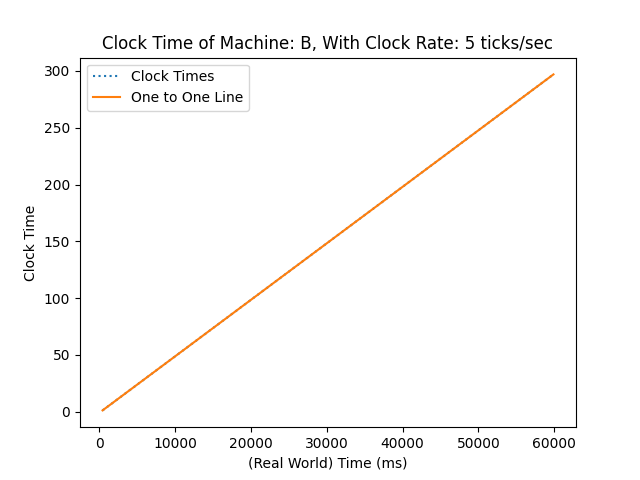 Clock Time of Machine: B, With Clock Rate: 5 ticks/sec
Clock Times
One to One Line
300
250
200
150
100
50
0
Clock Time
0 10000 20000 30000 40000 50000 60000
(Real World) Time (ms)